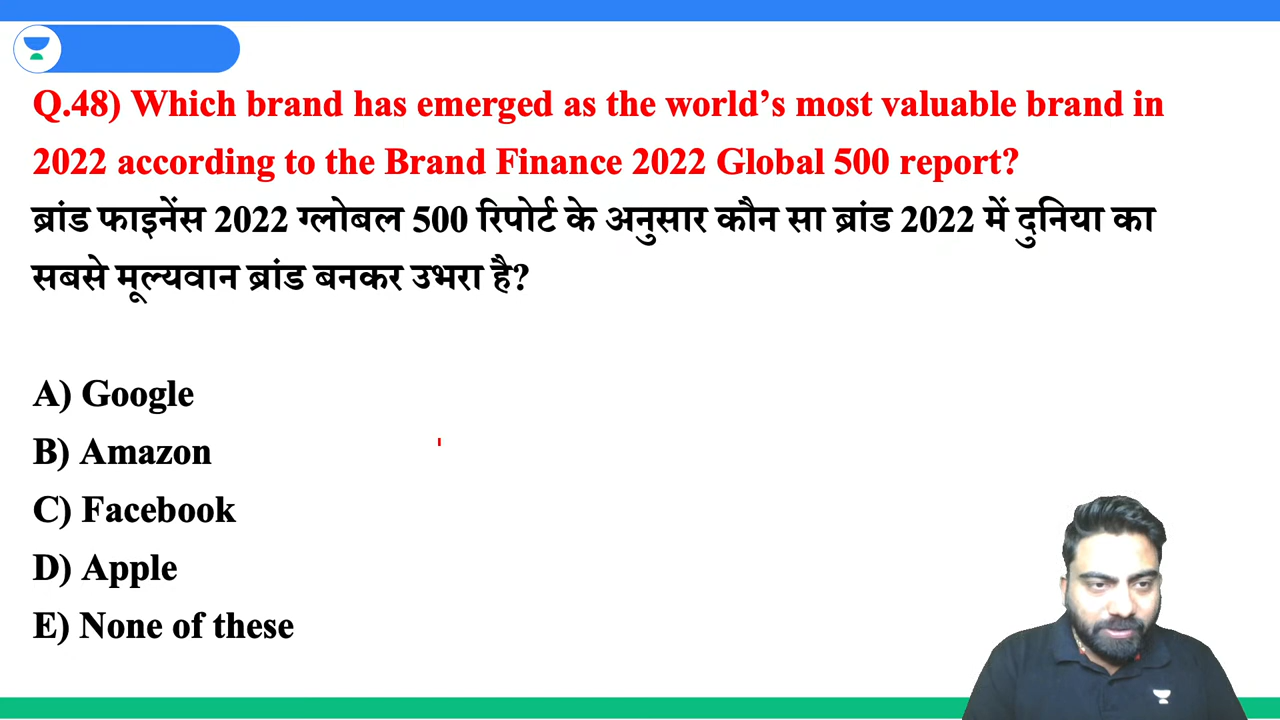 Q.48) Which brand has emerged as the world’s most valuable brand in
2022 according to the Brand Finance 2022 Global 500 report?
ब्रांड फाइनेंस 2022 ग्लोबल 500 रिपोर्ट के अनुसार कौन सा ब्रांड 2022 में दुनिया का
सबसे मूल्यवान ब्रांड बनकर उभरा है?
A) Google
B) Amazon
C) Facebook
D) Apple
E) None of these